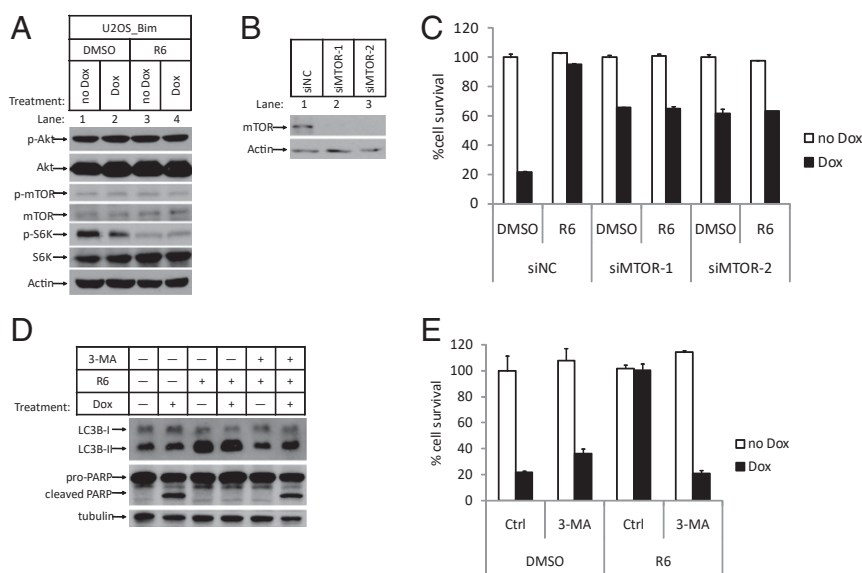 A
U2OS_Bim
DMSO R6
no Dox Dox no Dox Dox
Treatment:
Lane: 1 2 3 4
p-Akt
Akt
p-mTOR
mTOR
p-S6K
S6K
Actin
B
siNC siMTOR-1 siMTOR-2
Lane: 1 2 3
mTOR
Actin
C
%cell survival
120
100
80
60
40
20
0
no Dox
Dox
DMSO R6 DMSO R6 DMSO R6
siNC siMTOR-1 siMTOR-2
D
3-MA — — — — + +
R6 — — + + + +
Treatment: Dox — + — + — +
LC3B-I
LC3B-II
pro-PARP
cleaved PARP
tubulin
E
% cell survival
120
100
80
60
40
20
0
no Dox
Dox
Ctrl 3-MA Ctrl 3-MA
DMSO R6